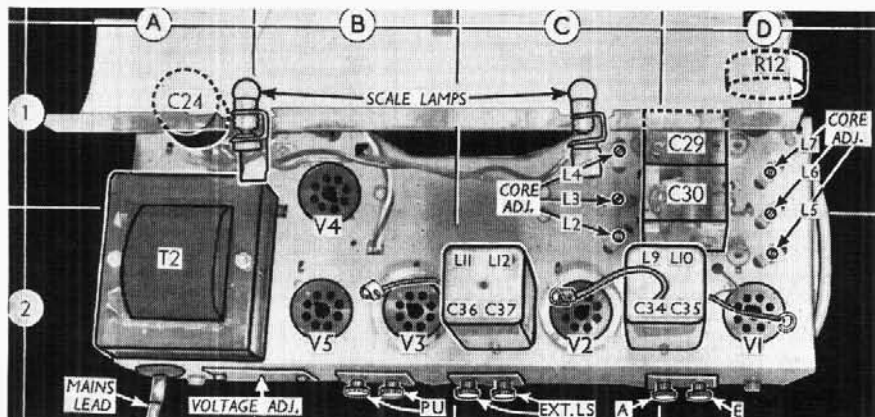 A B C D
R12
C24
SCALE LAMPS
1
C29
L7 CORE ADJ.
L4
L6
CORE ADJ. L3
C30
L5
L2
V4
T2
L11 L12
L9 L10
2
C36 C37
C34 C35
V5 V3 V2 V1
MAINS LEAD
VOLTAGE ADJ.
PU
EXT. LS
A
E